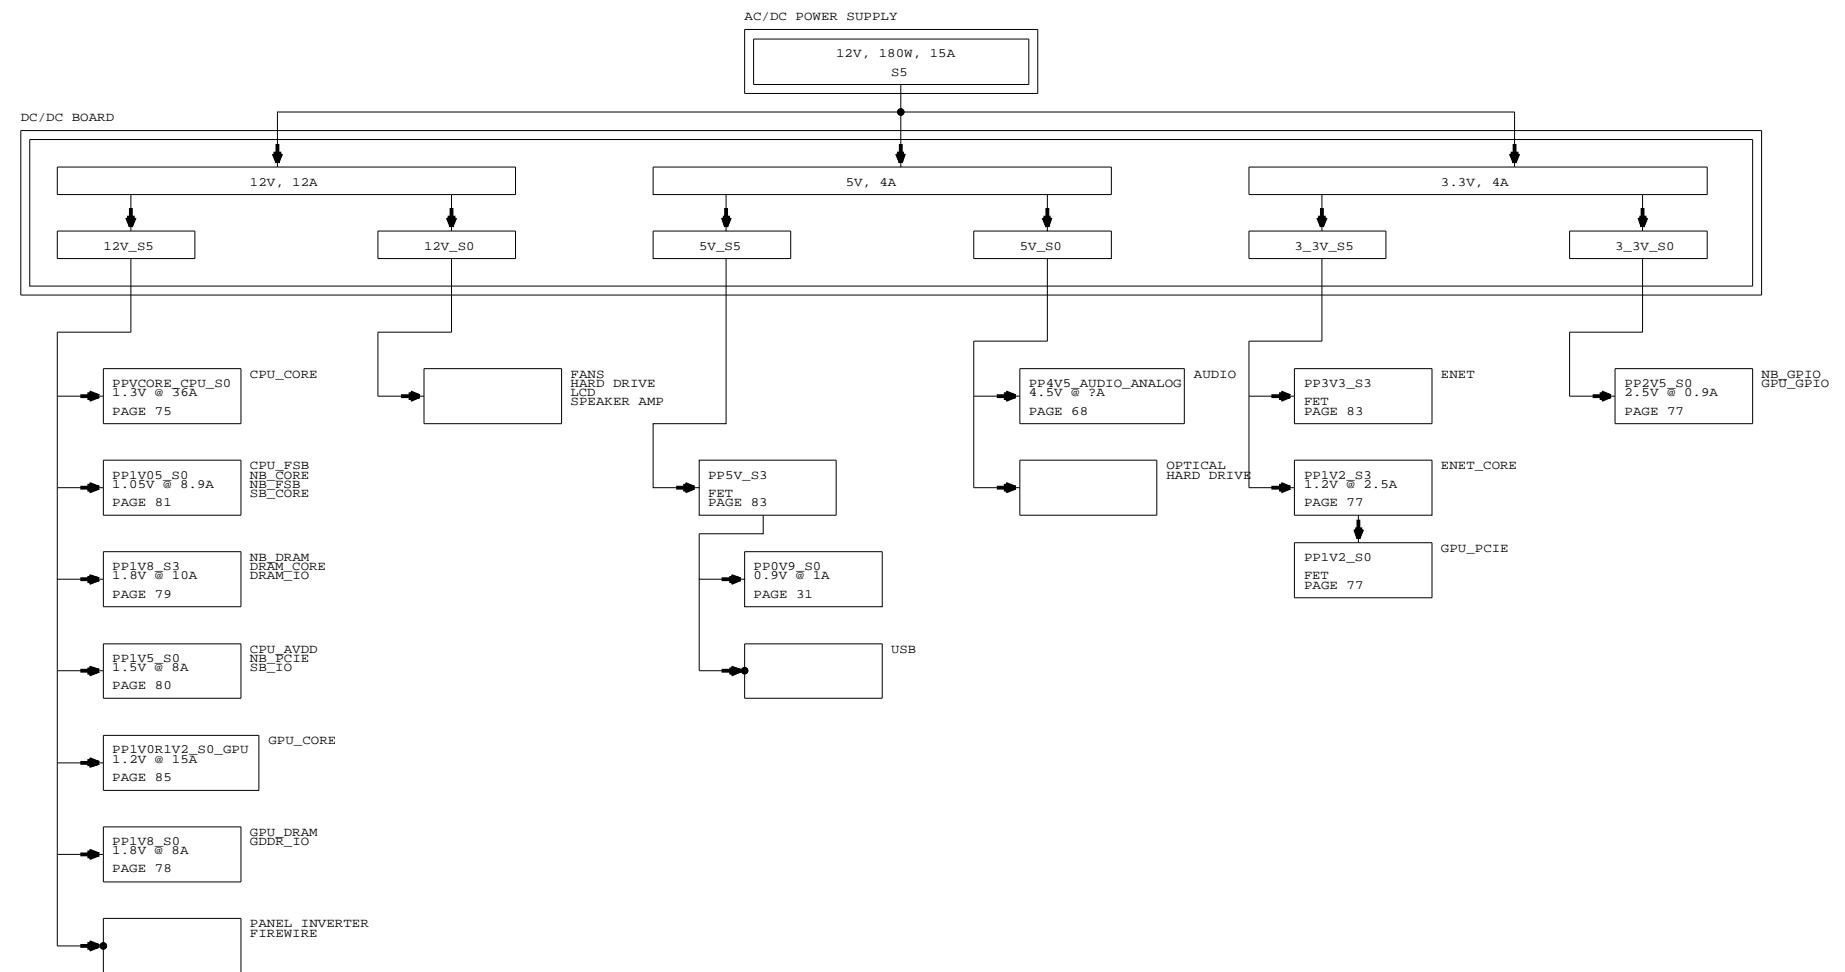 AC/DC POWER SUPPLY
12V, 180W, 15A
S5
DC/DC BOARD
12V, 12A
5V, 4A
3.3V, 4A
12V_S5
12V_S0
5V_S5
5V_S0
3_3V_S5
3_3V_S0
PPVCORE_CPU_S0
1.3V @ 36A
PAGE 75
CPU_CORE
FANS
HARD DRIVE
LCD
SPEAKER AMP
PP4V5_AUDIO_ANALOG
4.5V @ ?A
PAGE 68
AUDIO
PP3V3_S3
FET
PAGE 83
ENET
PP2V5_S0
2.5V @ 0.9A
PAGE 77
NB_GPIO
GPU_GPIO
PP1V05_S0
1.05V @ 8.9A
PAGE 81
CPU_FSB
NB_CORE
NB_FSB
SB_CORE
PP5V_S3
FET
PAGE 83
OPTICAL
HARD DRIVE
PP1V2_S3
1.2V @ 2.5A
PAGE 77
ENET_CORE
PP1V8_S3
1.8V @ 10A
PAGE 79
NB_DRAM
DRAM_CORE
DRAM_IO
PP0V9_S0
0.9V @ 1A
PAGE 31
PP1V2_S0
FET
PAGE 77
GPU_PCIE
PP1V5_S0
1.5V @ 8A
PAGE 80
CPU_AVDD
NB_PCIE
SB_IO
USB
PP1V0R1V2_S0_GPU
1.2V @ 15A
PAGE 85
GPU_CORE
PP1V8_S0
1.8V @ 8A
PAGE 78
GPU_DRAM
GDDR_IO
PANEL INVERTER
FIREWIRE